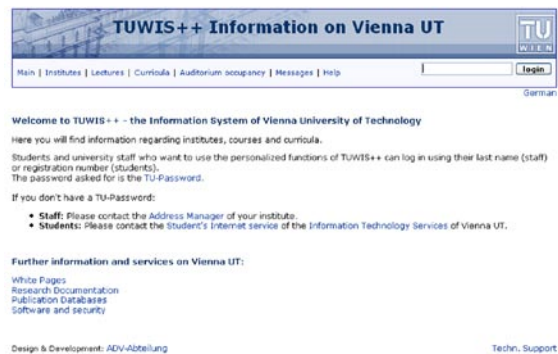 TUWIS++ Information on Vienna UT
TU
WIEN
Main | Institutes | Lectures | Curricula | Auditorium occupancy | Messages | Help
login
German
Welcome to TUWIS++ - the Information System of Vienna University of Technology
Here you will find information regarding institutes, courses and curricula.
Students and university staff who want to use the personalized functions of TUWIS++ can log in using their last name (staff)
or registration number (students).
The password asked for is the TU-Password.
If you don't have a TU-Password:
• Staff: Please contact the Address Manager of your institute.
• Students: Please contact the Student's Internet service of the Information Technology Services of Vienna UT.
Further information and services on Vienna UT:
White Pages
Research Documentation
Publication Databases
Software and security
Design & Development: ADV-Abteilung
Techn. Support